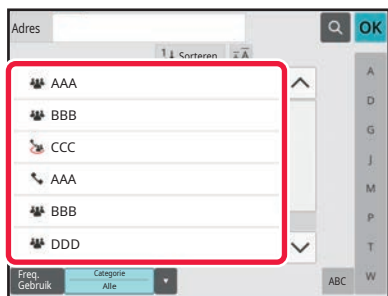 Adres
OK
Sorteren
AAA
BBB
CCC
AAA
BBB
DDD
A
D
G
J
M
P
T
W
Freq.
Gebruik
Categorie
Alle
ABC